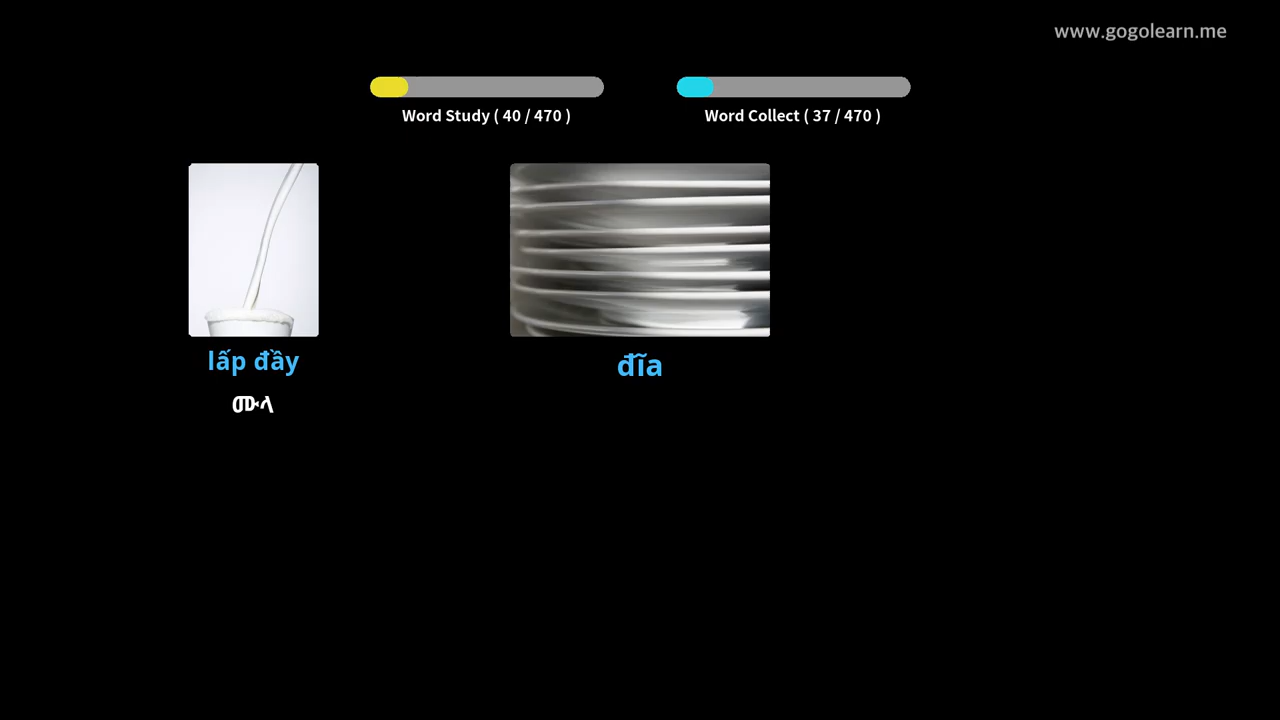 www.gogolearn.me
Word Study ( 40 / 470 )
Word Collect ( 37 / 470 )
lấp đầy
ሙላ
đĩa